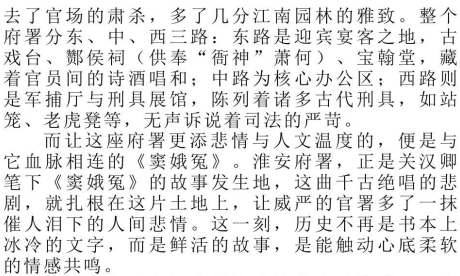 去了官场的肃杀，多了几分江南园林的雅致。整个
府署分东、中、西三路：东路是迎宾宴客之地，古
戏台、酂侯祠（供奉“衙神”萧何）、宝翰堂，藏
着官员间的诗酒唱和；中路为核心办公区；西路则
是军捕厅与刑具展馆，陈列着诸多古代刑具，如站
笼、老虎凳等，无声诉说着司法的严苛。
而让这座府署更添悲情与人文温度的，便是与
它血脉相连的《窦娥冤》。淮安府署，正是关汉卿
笔下《窦娥冤》的故事发生地，这曲千古绝唱的悲
剧，就扎根在这片土地上，让威严的官署多了一抹
催人泪下的人间悲情。这一刻，历史不再是书本上
冰冷的文字，而是鲜活的故事，是能触动心底柔软
的情感共鸣。